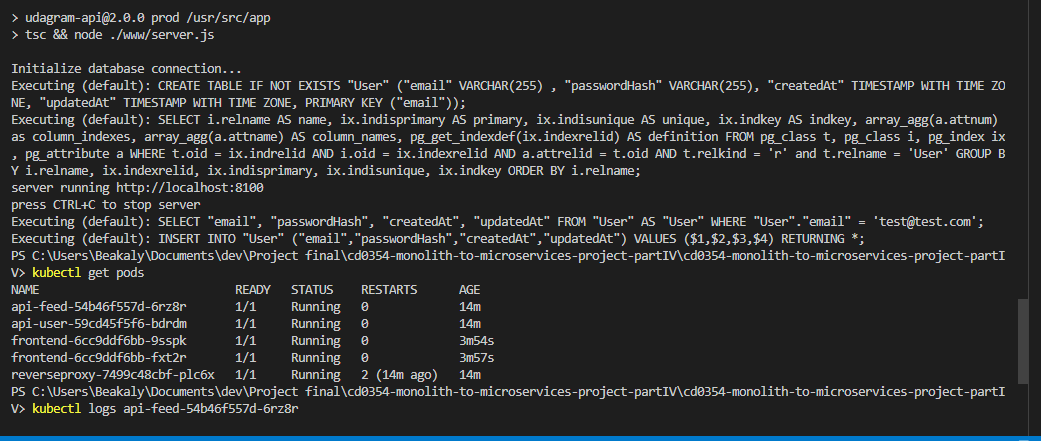 > udagram-api@2.0.0 prod /usr/src/app
> tsc && node ./www/server.js
Initialize database connection...
Executing (default): CREATE TABLE IF NOT EXISTS "User" ("email" VARCHAR(255) , "passwordHash" VARCHAR(255), "createdAt" TIMESTAMP WITH TIME ZO
NE, "updatedAt" TIMESTAMP WITH TIME ZONE, PRIMARY KEY ("email"));
Executing (default): SELECT i.relname AS name, ix.indisprimary AS primary, ix.indisunique AS unique, ix.indkey AS indkey, array_agg(a.attnum)
as column_indexes, array_agg(a.attname) AS column_names, pg_get_indexdef(ix.indexrelid) AS definition FROM pg_class t, pg_class i, pg_index ix
, pg_attribute a WHERE t.oid = ix.indrelid AND i.oid = ix.indexrelid AND a.attrelid = t.oid AND t.relkind = 'r' and t.relname = 'User' GROUP B
Y i.relname, ix.indexrelid, ix.indisprimary, ix.indisunique, ix.indkey ORDER BY i.relname;
server running http://localhost:8100
press CTRL+C to stop server
Executing (default): SELECT "email", "passwordHash", "createdAt", "updatedAt" FROM "User" AS "User" WHERE "User"."email" = 'test@test.com';
Executing (default): INSERT INTO "User" ("email","passwordHash","createdAt","updatedAt") VALUES ($1,$2,$3,$4) RETURNING *;
PS C:\Users\Beakaly\Documents\dev\Project final\cd0354-monolith-to-microservices-project-partIV\cd0354-monolith-to-microservices-project-partI
V> kubectl get pods
NAME READY STATUS RESTARTS AGE
api-feed-54b46f557d-6rz8r 1/1 Running 0 14m
api-user-59cd45f5f6-bdrdm 1/1 Running 0 14m
frontend-6cc9ddf6bb-9sspk 1/1 Running 0 3m54s
frontend-6cc9ddf6bb-fxt2r 1/1 Running 0 3m57s
reverseproxy-7499c48cbf-plc6x 1/1 Running 2 (14m ago) 14m
PS C:\Users\Beakaly\Documents\dev\Project final\cd0354-monolith-to-microservices-project-partIV\cd0354-monolith-to-microservices-project-partI
V> kubectl logs api-feed-54b46f557d-6rz8r